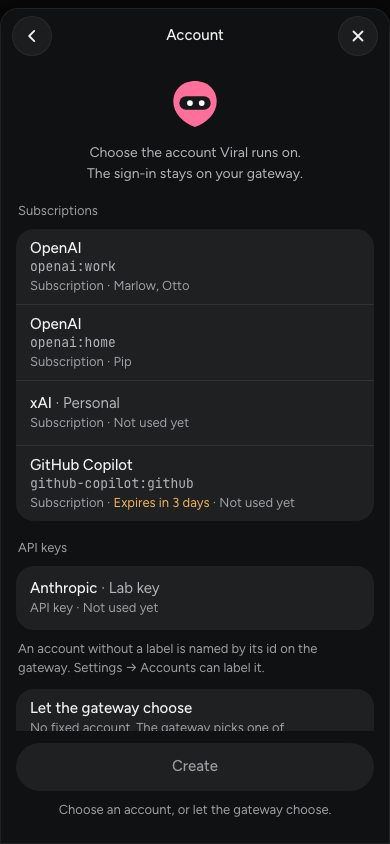 Account
Choose the account Viral runs on.
The sign-in stays on your gateway.
Subscriptions
OpenAI
openai:work
Subscription · Marlow, Otto
OpenAI
openai:home
Subscription · Pip
xAI · Personal
Subscription · Not used yet
GitHub Copilot
github-copilot:github
Subscription · Expires in 3 days · Not used yet
API keys
Anthropic · Lab key
API key · Not used yet
An account without a label is named by its id on the
gateway. Settings → Accounts can label it.
Let the gateway choose
No fixed account. The gateway picks one of
Create
Choose an account, or let the gateway choose.